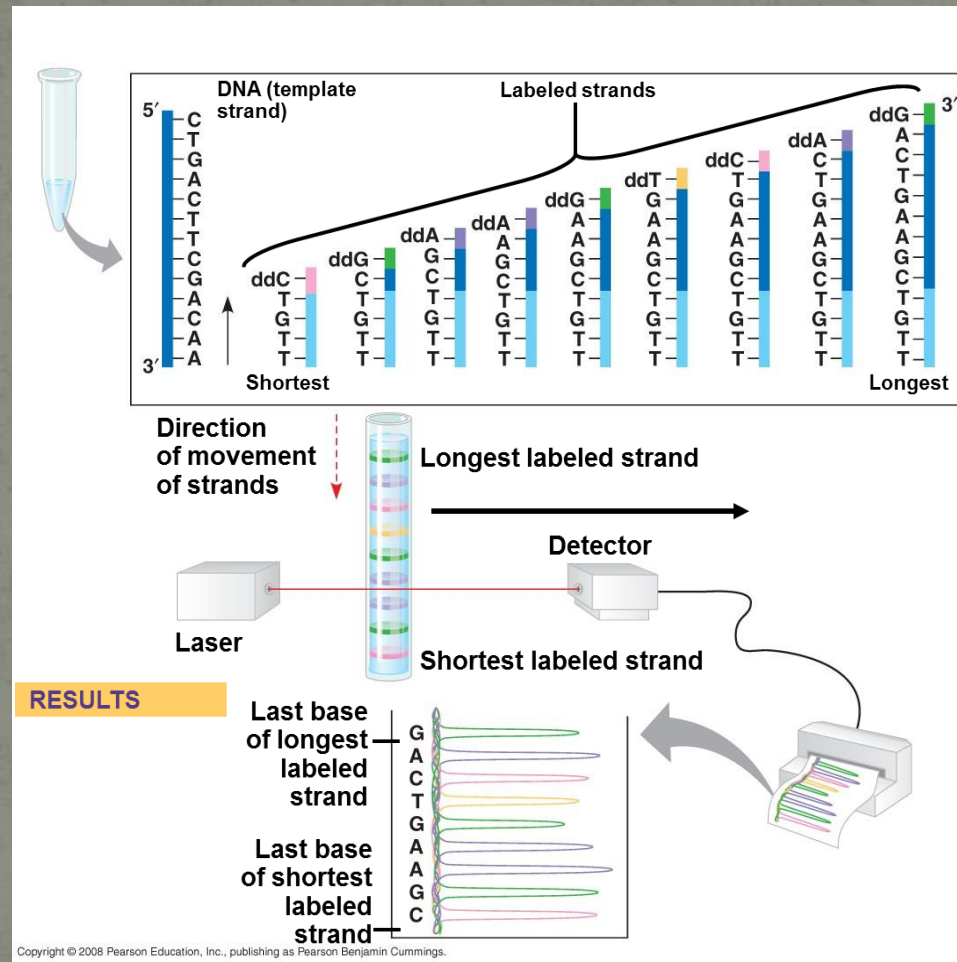 DNA (template
strand)
Labeled strands
5′
C
T
G
A
C
T
T
C
G
A
C
A
A
3′
ddC
T
G
T
T
Shortest
ddG
C
T
G
T
T
ddA
G
C
T
G
T
T
ddA
A
G
C
T
G
T
T
ddG
A
A
G
C
T
G
T
T
ddT
G
A
A
G
C
T
G
T
T
ddC
T
G
A
A
G
C
T
G
T
T
ddA
C
T
G
A
A
G
C
T
G
T
T
ddG
A
C
T
G
A
A
G
C
T
G
T
T
3′
Longest
Direction
of movement
of strands
Longest labeled strand
Detector
Laser
Shortest labeled strand
RESULTS
Last base
of longest
labeled
strand
Last base
of shortest
labeled
strand
G
A
C
T
G
A
A
G
C
Copyright © 2008 Pearson Education, Inc., publishing as Pearson Benjamin Cummings.